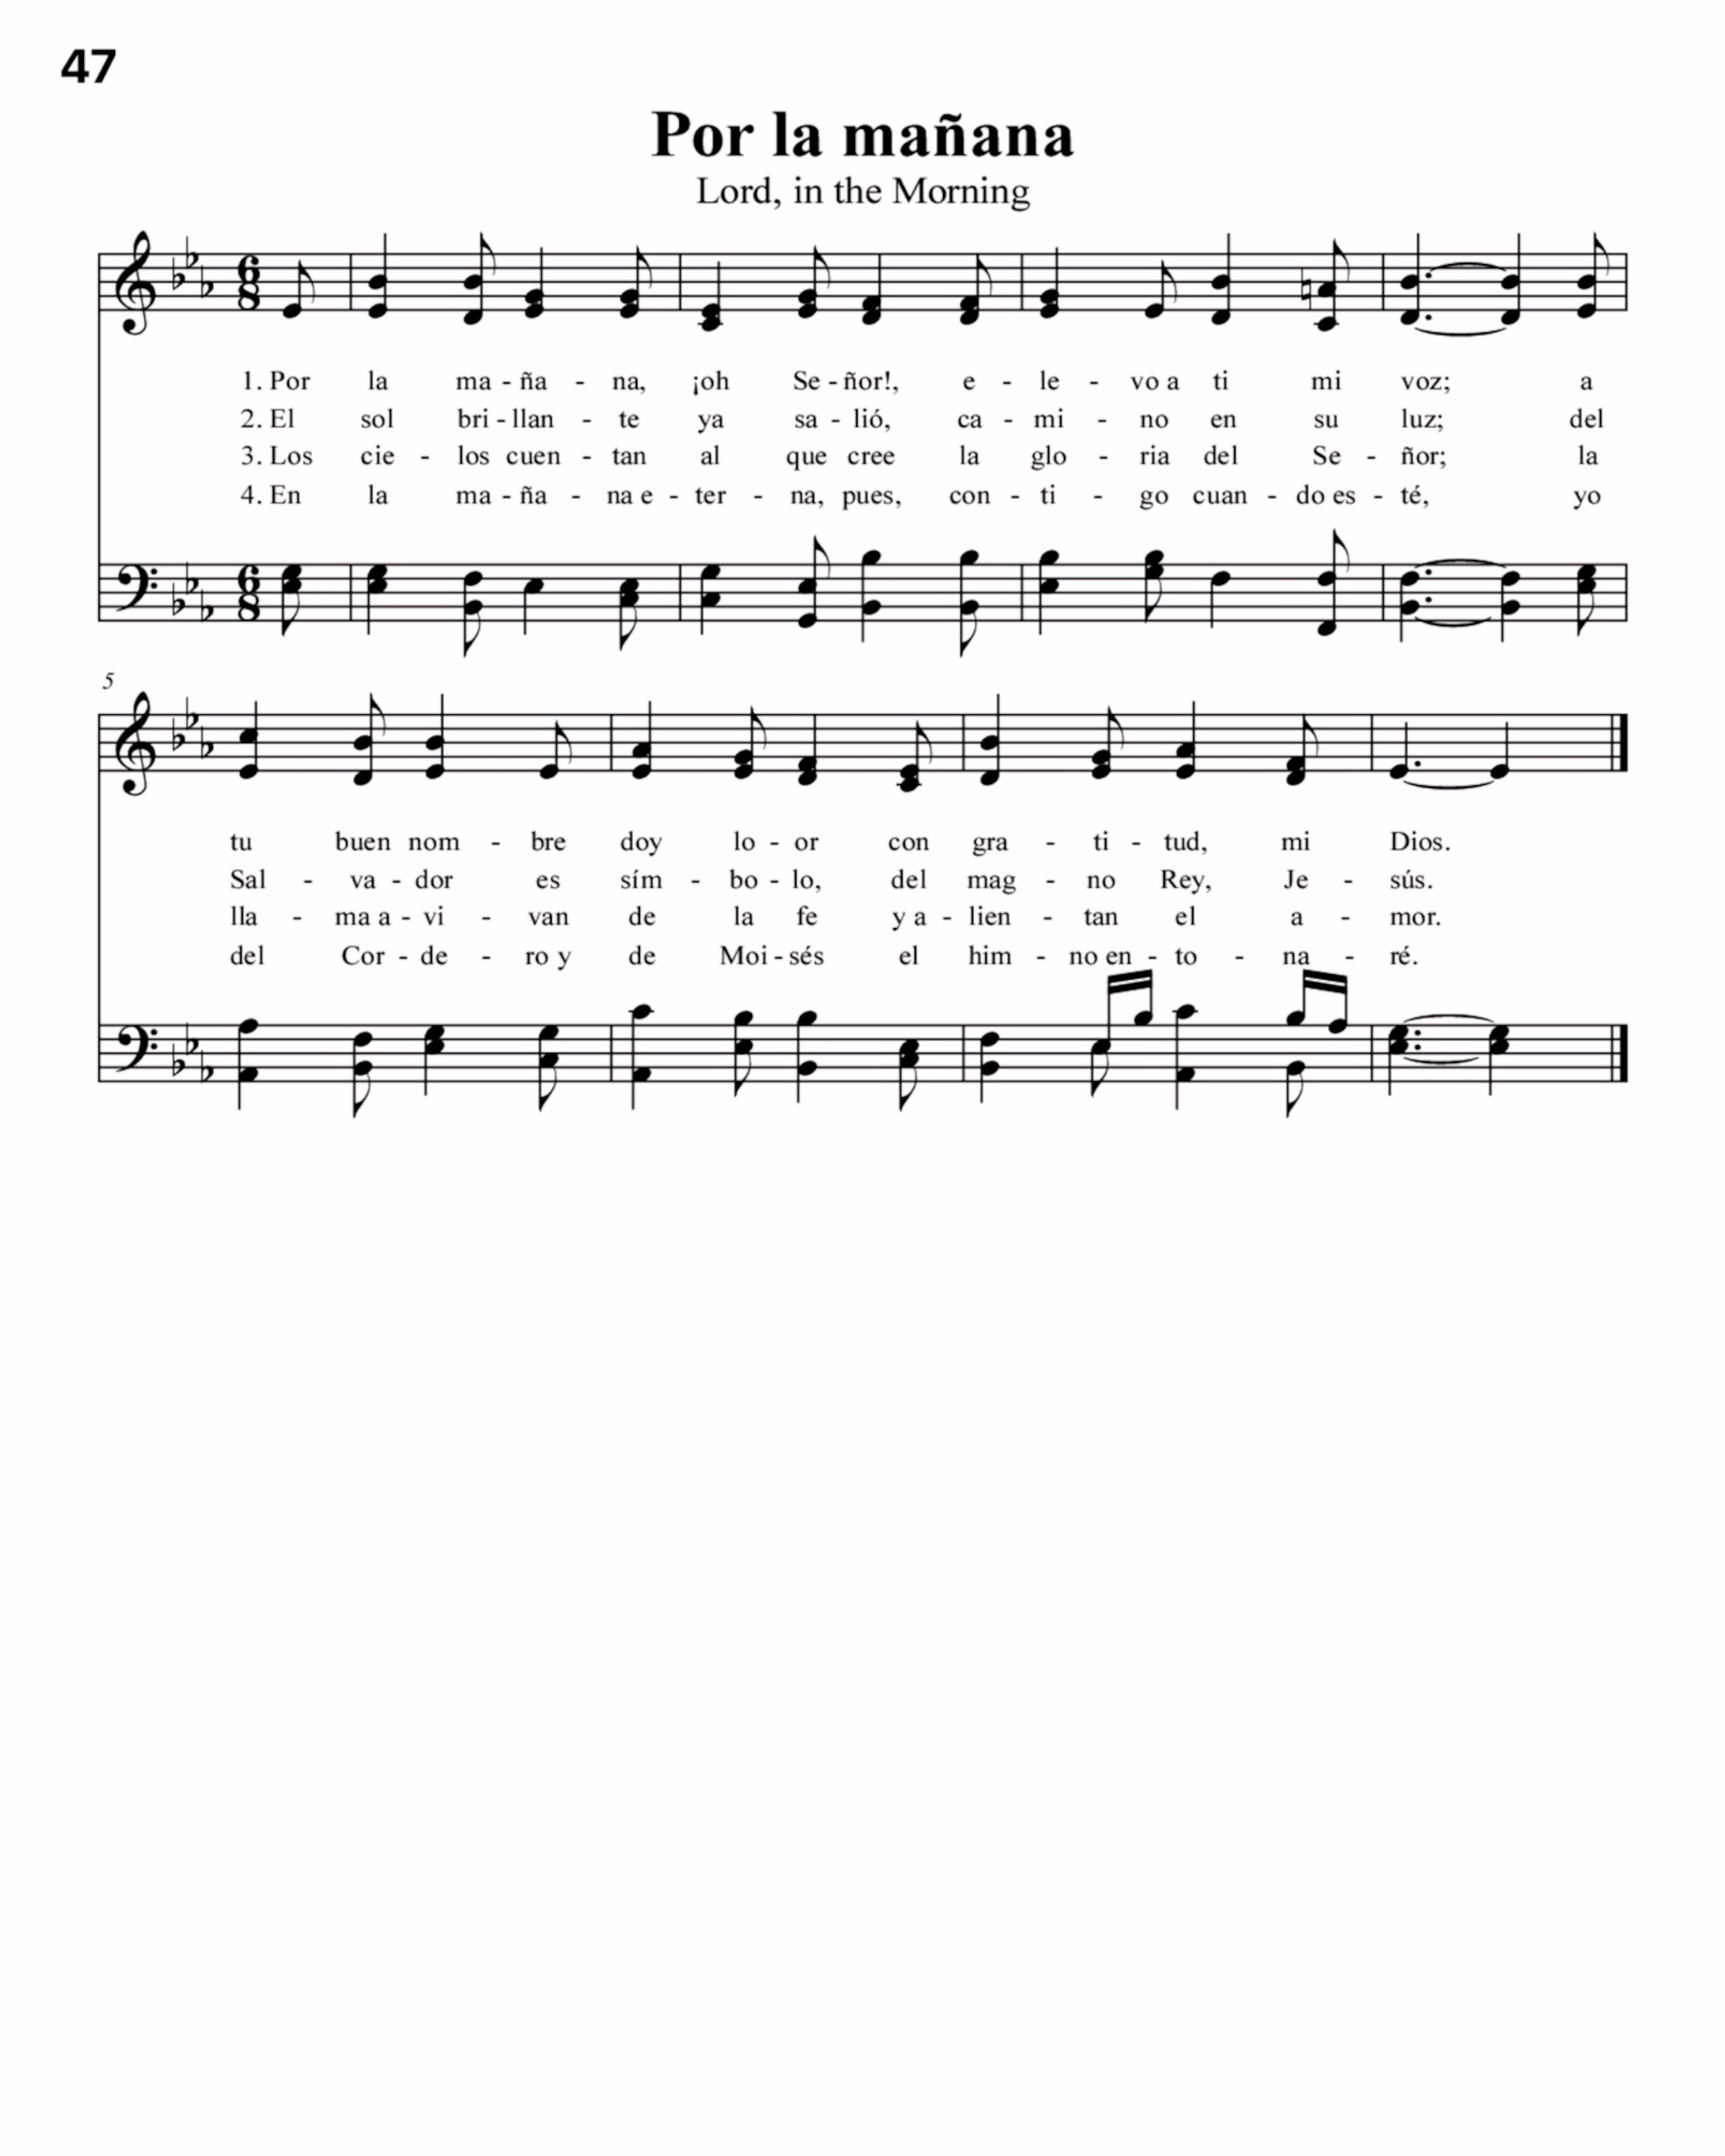 47
Por la mañana
Lord, in the Morning
6
8
1. Por la ma - ña - na, ¡oh Se - ñor!, e - le - vo a ti mi voz; a
2. El sol bri - llan - te ya sa - lió, ca - mi - no en su luz; del
3. Los cie - los cuen - tan al que cree la glo - ria del Se - ñor; la
4. En la ma - ña - na e - ter - na, pues, con - ti - go cuan - do es - té, yo
6
8
5
tu buen nom - bre doy lo - or con gra - ti - tud, mi Dios.
Sal - va - dor es sím - bo - lo, del mag - no Rey, Je - sús.
lla - ma a - vi - van de la fe y a - lien - tan el a - mor.
del Cor - de - ro y de Moi - sés el him - no en - to - na - ré.